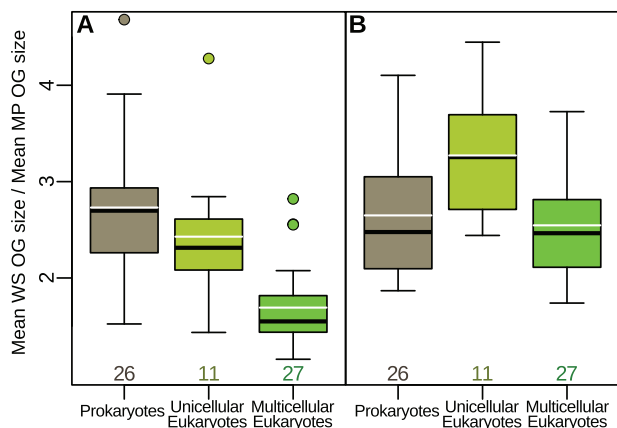 A
B
Mean WS OG size / Mean MP OG size
4
3
2
26
11
27
26
11
27
Prokaryotes
Unicellular
Eukaryotes
Multicellular
Eukaryotes
Prokaryotes
Unicellular
Eukaryotes
Multicellular
Eukaryotes